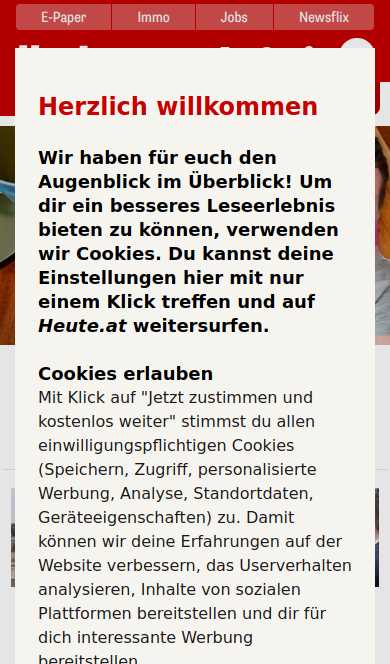 E-Paper Immo Jobs Newsflix
Herzlich willkommen
Wir haben für euch den
Augenblick im Überblick! Um
dir ein besseres Leseerlebnis
bieten zu können, verwenden
wir Cookies. Du kannst deine
Einstellungen hier mit nur
einem Klick treffen und auf
Heute.at weitersurfen.
Cookies erlauben
Mit Klick auf "Jetzt zustimmen und
kostenlos weiter" stimmst du allen
einwilligungspflichtigen Cookies
(Speichern, Zugriff, personalisierte
Werbung, Analyse, Standortdaten,
Geräteeigenschaften) zu. Damit
können wir deine Erfahrungen auf der
Website verbessern, das Userverhalten
analysieren, Inhalte von sozialen
Plattformen bereitstellen und dir für
dich interessante Werbung
bereitstellen